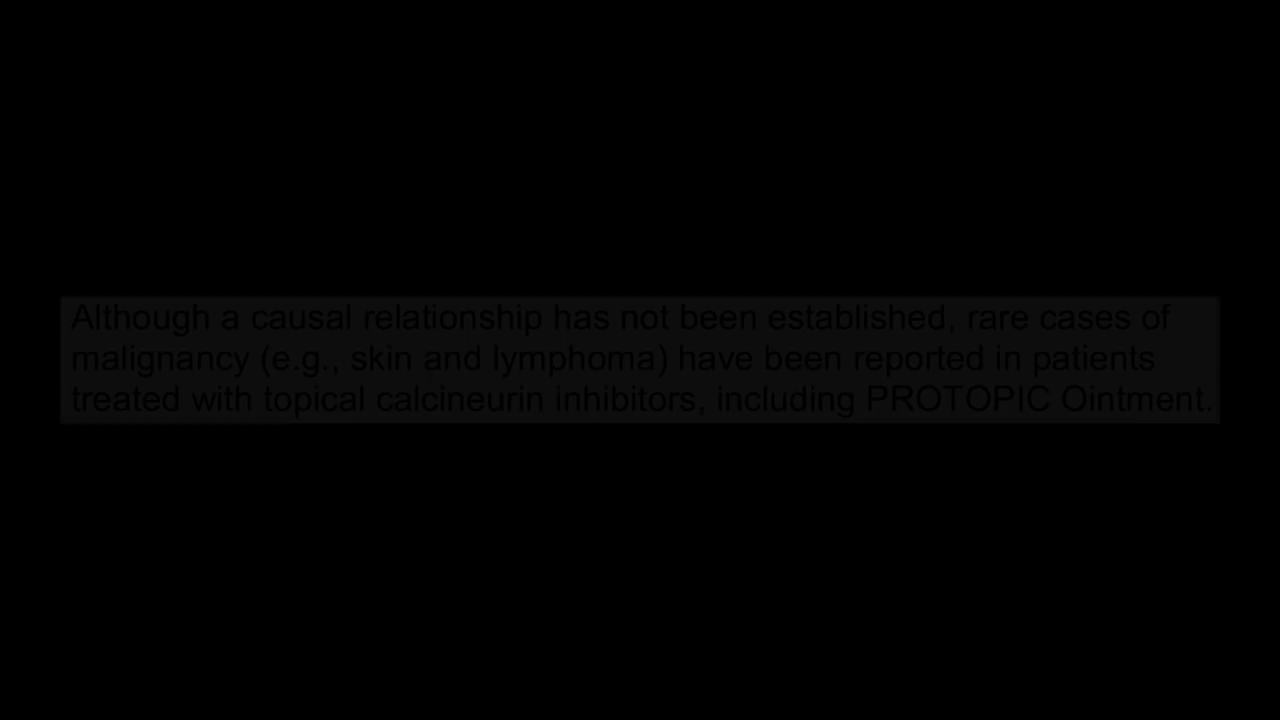 Although a causal relationship has not been established, rare cases of
malignancy (e.g., skin and lymphoma) have been reported in patients
treated with topical calcineurin inhibitors, including PROTOPIC Ointment.